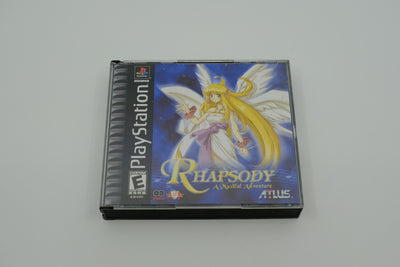 PlayStation
RHAPSODY
A Musical Adventure
E
ATLUS